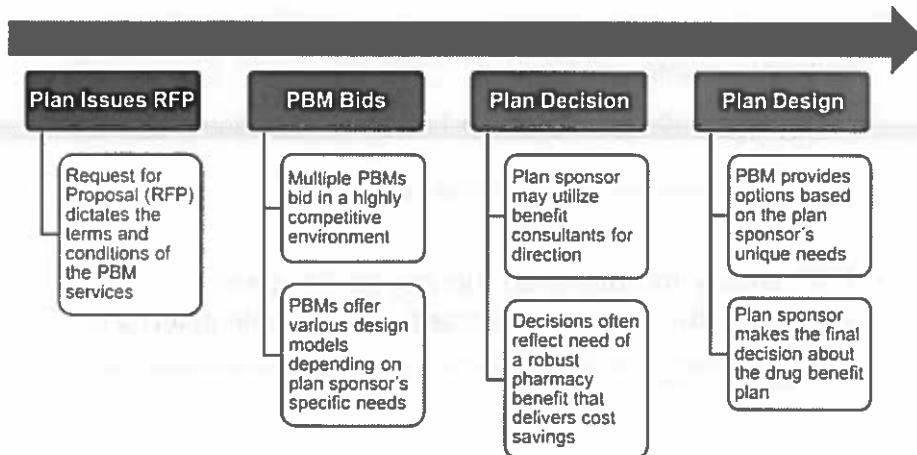 Plan Issues RFP
Request for
Proposal (RFP)
dictates the
terms and
conditions of
the PBM
services
PBM Bids
Multiple PBMs
bid in a highly
competitive
environment
PBMs offer
various design
models
depending on
plan sponsor's
specific needs
Plan Decision
Plan sponsor
may utilize
benefit
consultants for
direction
Decisions often
reflect need of
a robust
pharmacy
benefit that
delivers cost
savings
Plan Design
PBM provides
options based
on the plan
sponsor's
unique needs
Plan sponsor
makes the final
decision about
the drug benefit
plan